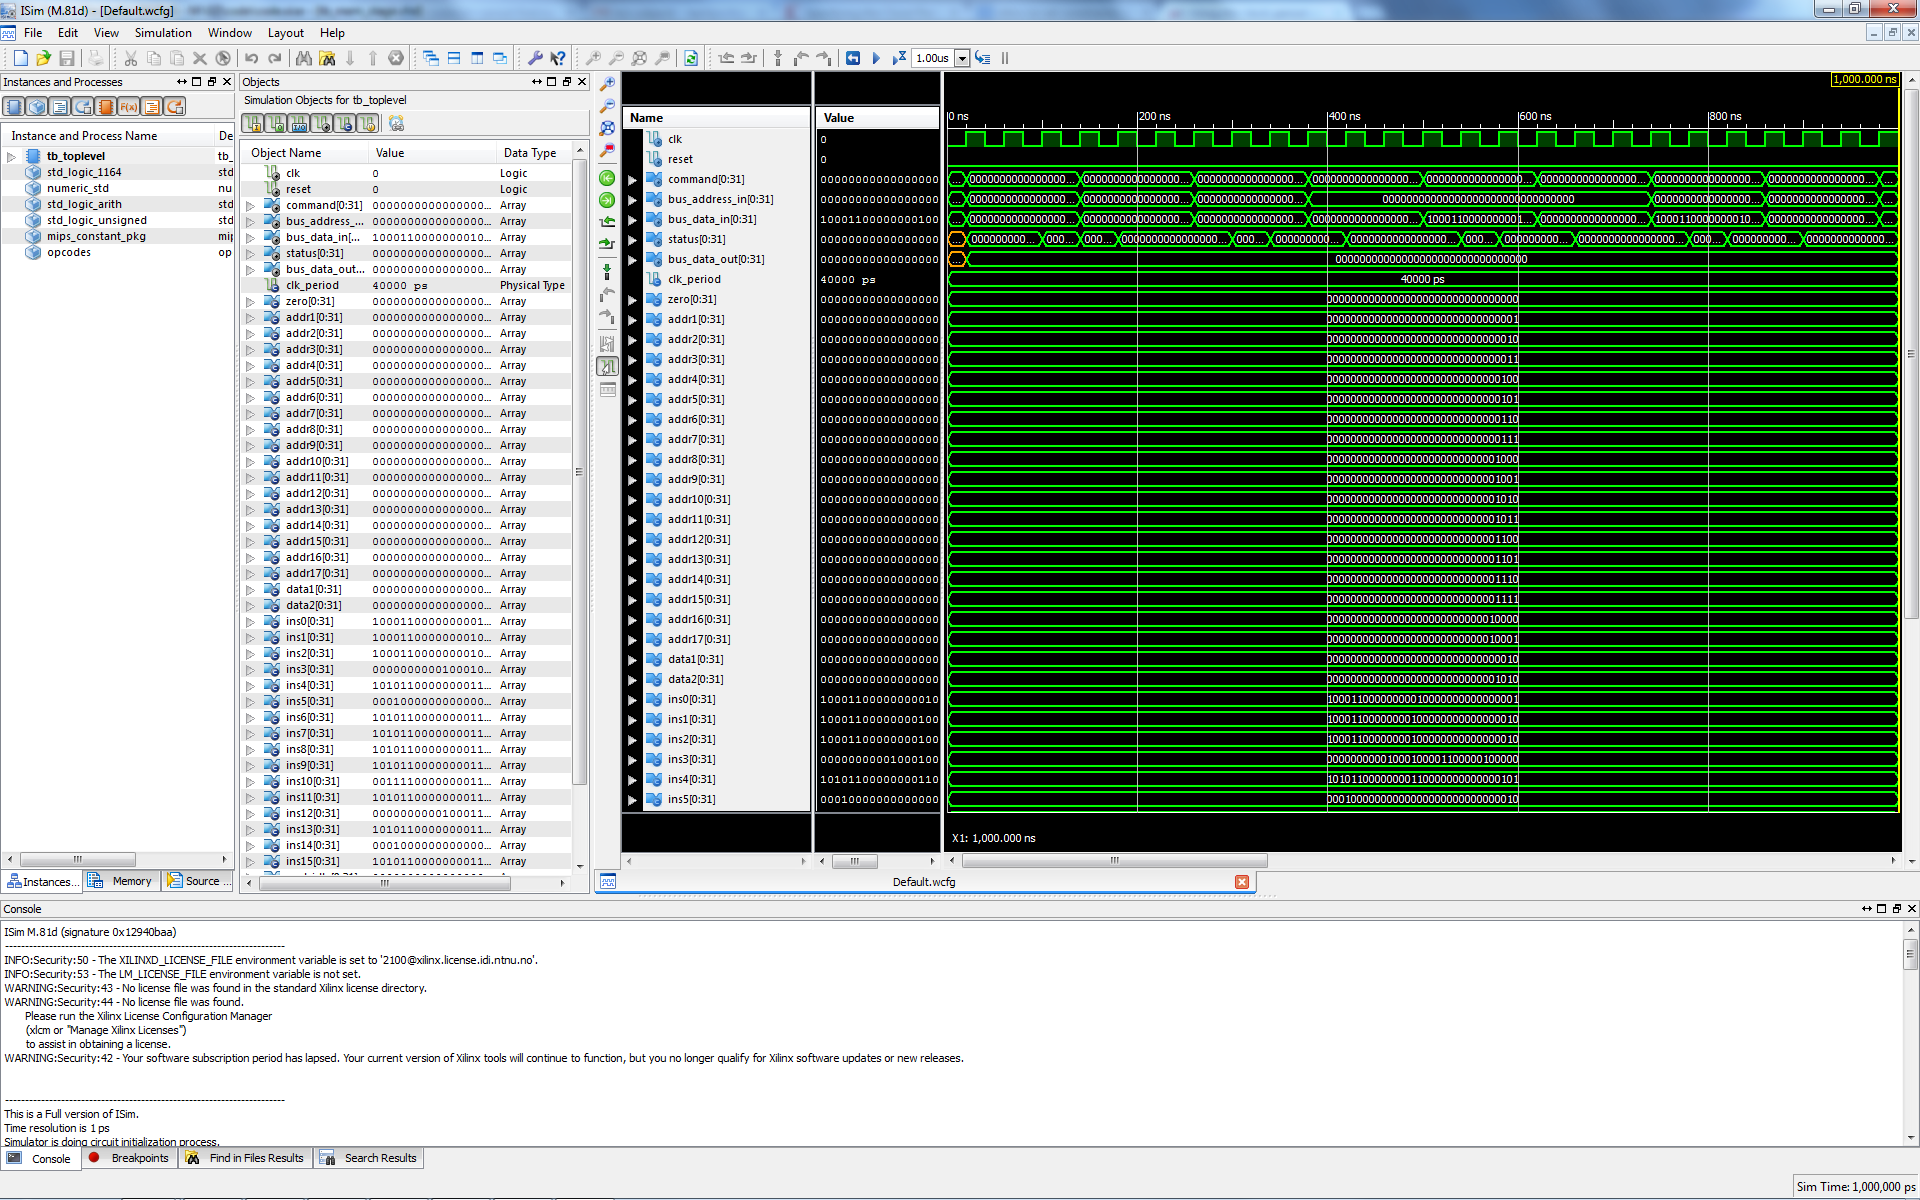 ISim (M.81d) - [Default.wcfg]
File Edit View Simulation Window Layout Help
1.00us
Instances and Processes
Instance and Process Name De
tb_toplevel tb_
std_logic_1164 std
numeric_std nu
std_logic_arith std
std_logic_unsigned std
mips_constant_pkg mip
opcodes op
Instances... Memory Source ...
Objects
Simulation Objects for tb_toplevel
Object Name Value Data Type
clk 0 Logic
reset 0 Logic
command[0:31] 0000000000000000... Array
bus_address_... 0000000000000000... Array
bus_data_in[... 1000110000000010... Array
status[0:31] 0000000000000000... Array
bus_data_out... 0000000000000000... Array
clk_period 40000 ps Physical Type
zero[0:31] 0000000000000000... Array
addr1[0:31] 0000000000000000... Array
addr2[0:31] 0000000000000000... Array
addr3[0:31] 0000000000000000... Array
addr4[0:31] 0000000000000000... Array
addr5[0:31] 0000000000000000... Array
addr6[0:31] 0000000000000000... Array
addr7[0:31] 0000000000000000... Array
addr8[0:31] 0000000000000000... Array
addr9[0:31] 0000000000000000... Array
addr10[0:31] 0000000000000000... Array
addr11[0:31] 0000000000000000... Array
addr12[0:31] 0000000000000000... Array
addr13[0:31] 0000000000000000... Array
addr14[0:31] 0000000000000000... Array
addr15[0:31] 0000000000000000... Array
addr16[0:31] 0000000000000000... Array
addr17[0:31] 0000000000000000... Array
data1[0:31] 0000000000000000... Array
data2[0:31] 0000000000000000... Array
ins0[0:31] 1000110000000001... Array
ins1[0:31] 1000110000000010... Array
ins2[0:31] 1000110000000010... Array
ins3[0:31] 0000000000100010... Array
ins4[0:31] 1010110000000011... Array
ins5[0:31] 0001000000000000... Array
ins6[0:31] 1010110000000011... Array
ins7[0:31] 1010110000000011... Array
ins8[0:31] 1010110000000011... Array
ins9[0:31] 1010110000000011... Array
ins10[0:31] 0011110000000011... Array
ins11[0:31] 1010110000000011... Array
ins12[0:31] 0000000000100011... Array
ins13[0:31] 1010110000000011... Array
ins14[0:31] 0001000000000000... Array
ins15[0:31] 1010110000000011... Array
Name Value
1,000.000 ns
0 ns 200 ns 400 ns 600 ns 800 ns
clk 0
reset 0
command[0:31] 0000000000000000
bus_address_in[0:31] 0000000000000000
bus_data_in[0:31] 1000110000000100
status[0:31] 0000000000000000
bus_data_out[0:31] 0000000000000000 00000000000000000000000000000000
clk_period 40000 ps 40000 ps
zero[0:31] 0000000000000000 00000000000000000000000000000000
addr1[0:31] 0000000000000000 00000000000000000000000000000001
addr2[0:31] 0000000000000000 00000000000000000000000000000010
addr3[0:31] 0000000000000000 00000000000000000000000000000011
addr4[0:31] 0000000000000000 00000000000000000000000000000100
addr5[0:31] 0000000000000000 00000000000000000000000000000101
addr6[0:31] 0000000000000000 00000000000000000000000000000110
addr7[0:31] 0000000000000000 00000000000000000000000000000111
addr8[0:31] 0000000000000000 00000000000000000000000000001000
addr9[0:31] 0000000000000000 00000000000000000000000000001001
addr10[0:31] 0000000000000000 00000000000000000000000000001010
addr11[0:31] 0000000000000000 00000000000000000000000000001011
addr12[0:31] 0000000000000000 00000000000000000000000000001100
addr13[0:31] 0000000000000000 00000000000000000000000000001101
addr14[0:31] 0000000000000000 00000000000000000000000000001110
addr15[0:31] 0000000000000000 00000000000000000000000000001111
addr16[0:31] 0000000000000000 00000000000000000000000000010000
addr17[0:31] 0000000000000000 00000000000000000000000000010001
data1[0:31] 0000000000000000 00000000000000000000000000000010
data2[0:31] 0000000000000000 00000000000000000000000000001010
ins0[0:31] 1000110000000010 10001100000000100000000000000001
ins1[0:31] 1000110000000100 10001100000001000000000000000010
ins2[0:31] 1000110000000100 10001100000001000000000000000010
ins3[0:31] 0000000001000100 00000000010001000011000000100000
ins4[0:31] 1010110000000110 10101100000001100000000000000101
ins5[0:31] 0001000000000000 00010000000000000000000000000010
X1: 1,000.000 ns
Default.wcfg
Console
ISim M.81d (signature 0x12940baa)
INFO:Security:50 - The XILINXD_LICENSE_FILE environment variable is set to '2100@xilinx.license.idi.ntnu.no'.
INFO:Security:53 - The LM_LICENSE_FILE environment variable is not set.
WARNING:Security:43 - No license file was found in the standard Xilinx license directory.
WARNING:Security:44 - No license file was found.
Please run the Xilinx License Configuration Manager
(xlcm or "Manage Xilinx Licenses")
to assist in obtaining a license.
WARNING:Security:42 - Your software subscription period has lapsed. Your current version of Xilinx tools will continue to function, but you no longer qualify for Xilinx software updates or new releases.
This is a Full version of ISim.
Time resolution is 1 ps
Simulator is doing circuit initialization process.
Console Breakpoints Find in Files Results Search Results
Sim Time: 1,000,000 ps